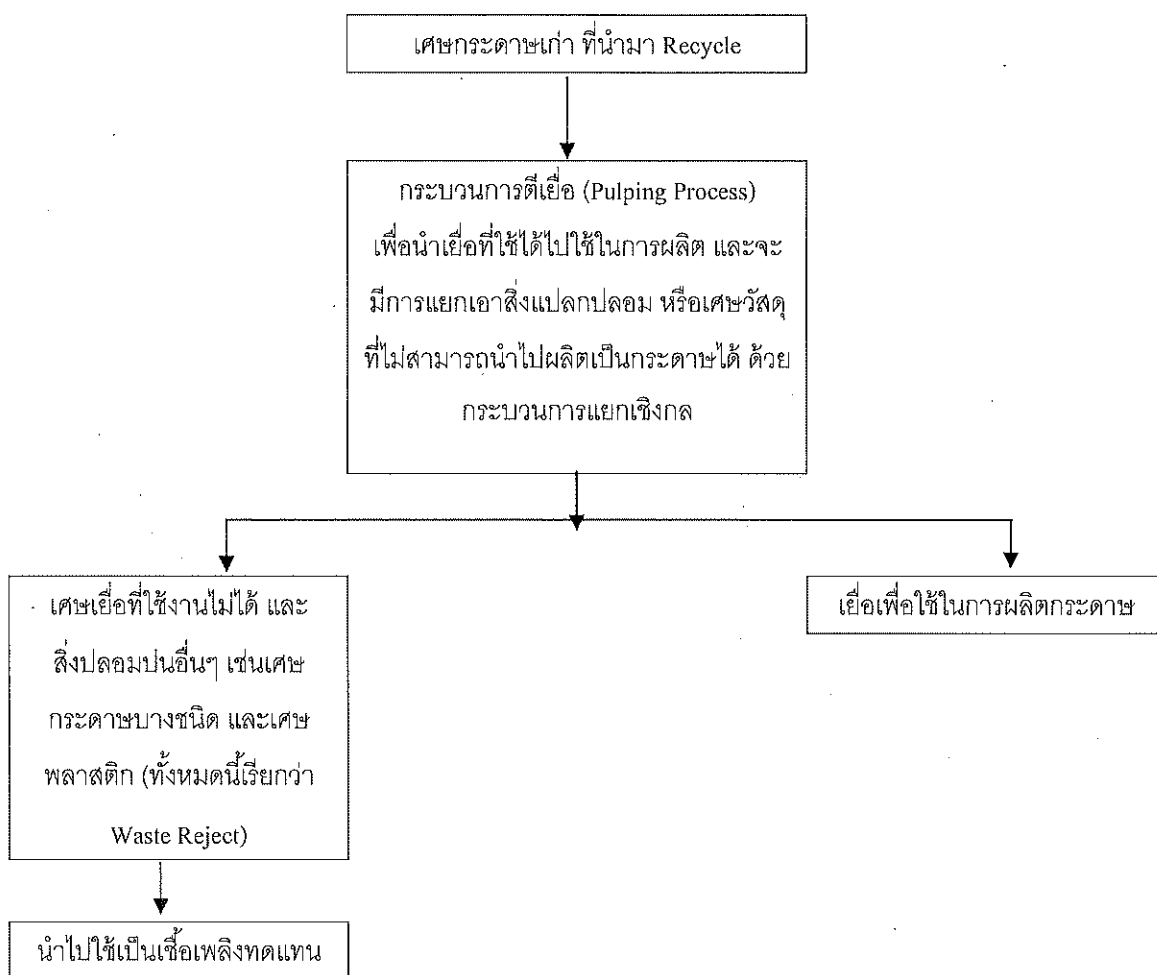 เศษกระดาษเก่า ที่นำมา Recycle
กระบวนการตีเยื่อ (Pulping Process)
เพื่อนำเยื่อที่ใช้ได้ไปใช้ในการผลิต และจะ
มีการแยกเอาสิ่งแปลกปลอม หรือเศษวัสดุ
ที่ไม่สามารถนำไปผลิตเป็นกระดาษได้ ด้วย
กระบวนการแยกเชิงกล
เศษเยื่อที่ใช้งานไม่ได้ และ
สิ่งปลอมปนอื่นๆ เช่นเศษ
กระดาษบางชนิด และเศษ
พลาสติก (ทั้งหมดนี้เรียกว่า
Waste Reject)
เยื่อเพื่อใช้ในการผลิตกระดาษ
นำไปใช้เป็นเชื้อเพลิงทดแทน